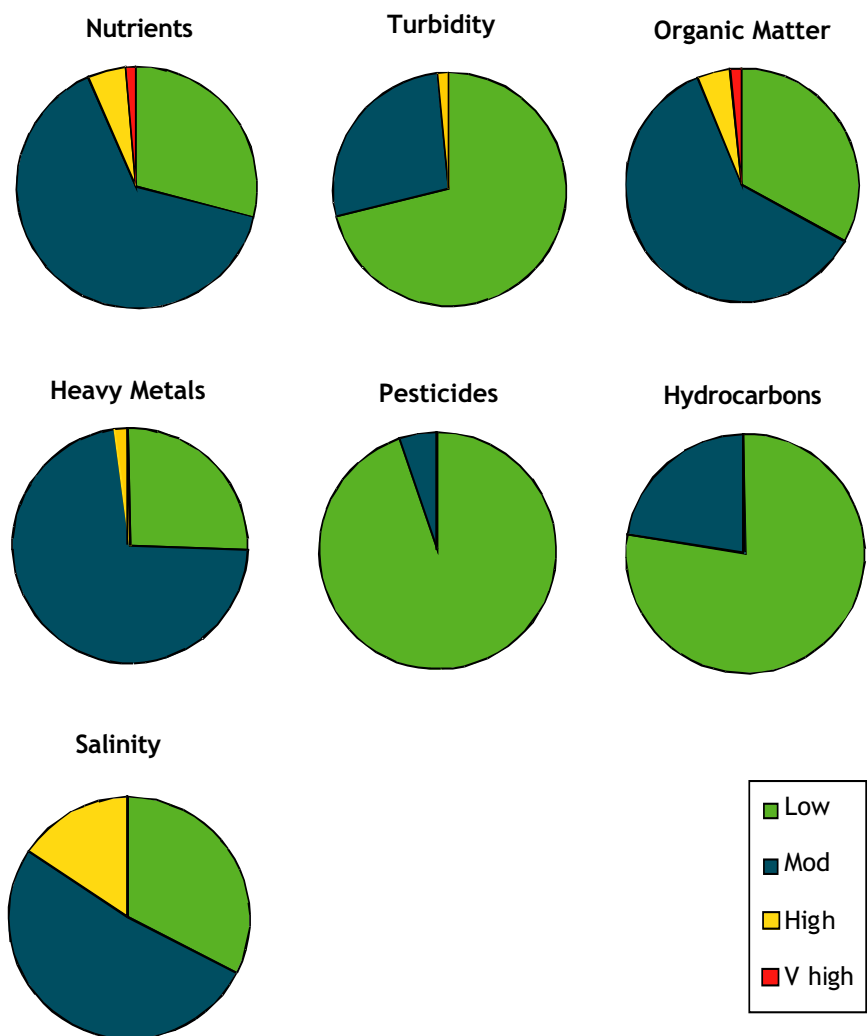 Nutrients
Turbidity
Organic Matter
Heavy Metals
Pesticides
Hydrocarbons
Salinity
Low
Mod
High
V high